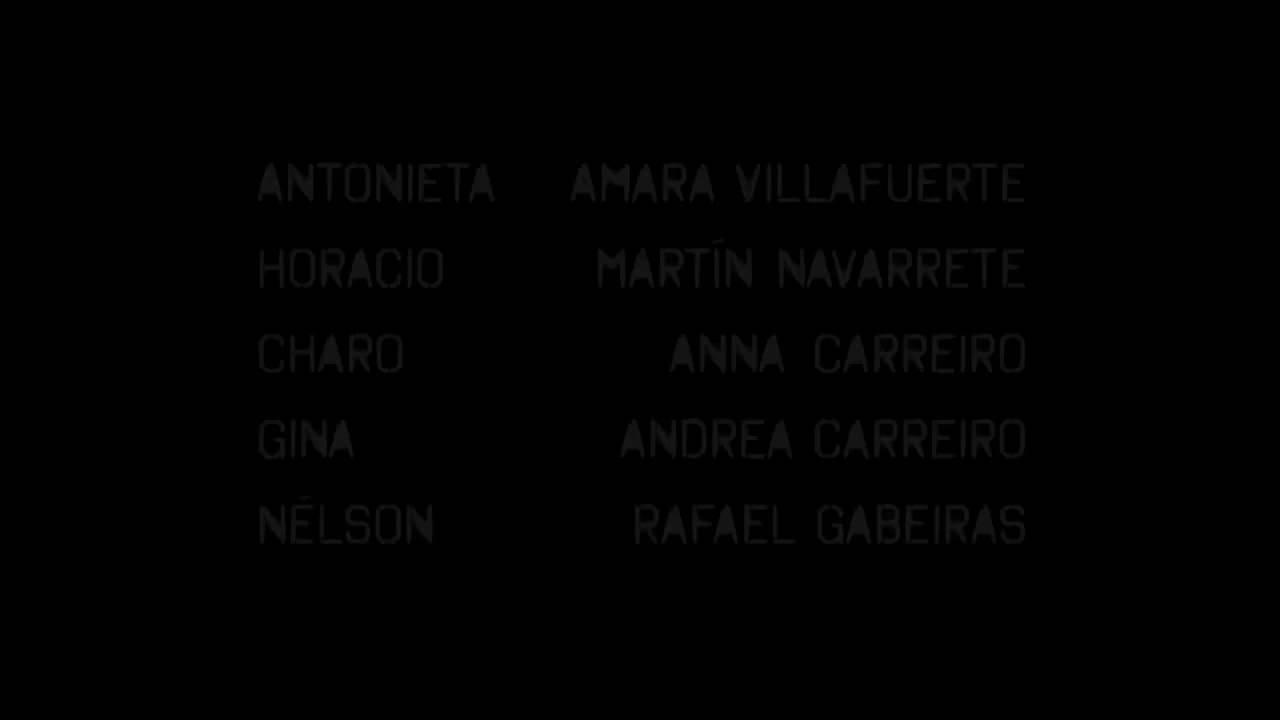 ANTONIETA AMARA VILLAFUERTE
HORACIO MARTÍN NAVARRETE
CHARO ANNA CARREIRO
GINA ANDREA CARREIRO
NÉLSON RAFAEL GABEIRAS